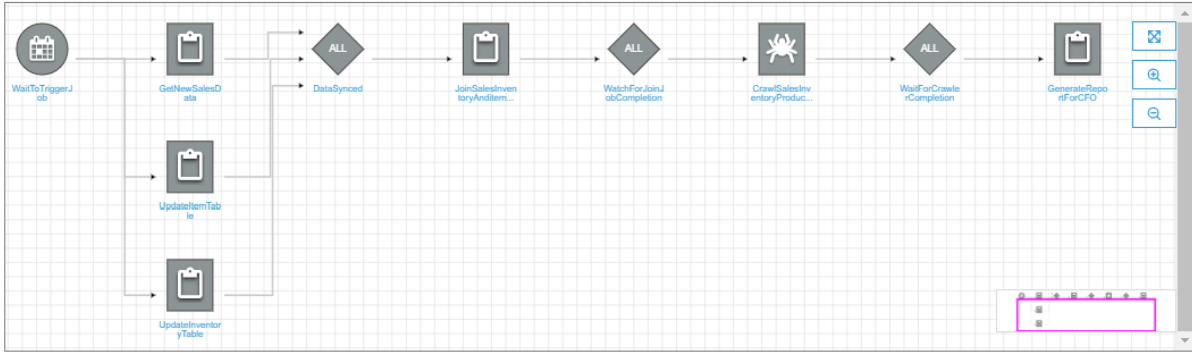 ALL
ALL
ALL
WaitToTriggerJ
ob
GetNewSalesD
ata
DataSynced
JoinSalesInven
toryAndItem...
WatchForJoinJ
obCompletion
CrawlSalesInv
entoryProduc...
WaitForCrawle
rCompletion
GenerateRepo
rtForCFO
UpdateItemTab
le
UpdateInventor
yTable